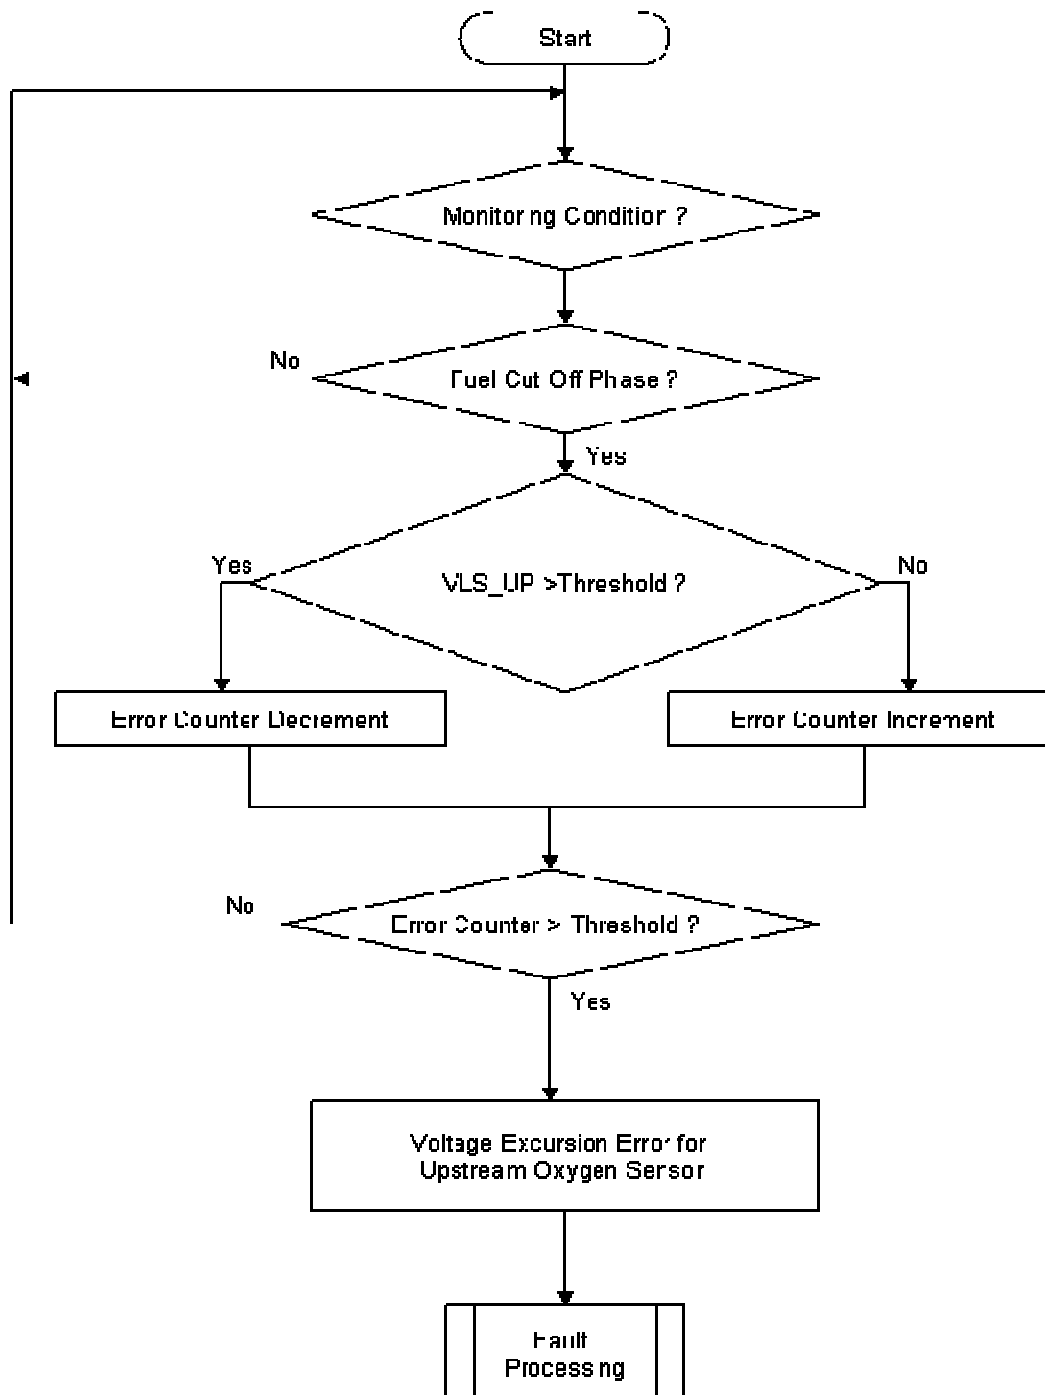 Start
Monitoring Condition ?
No
Fuel Cut Off Phase ?
Yes
Yes
No
VLS_UP >Threshold ?
Error Counter Decrement
Error Counter Increment
No
Error Counter > Threshold ?
Yes
Voltage Excursion Error for
Upstream Oxygen Sensor
Fault
Processing